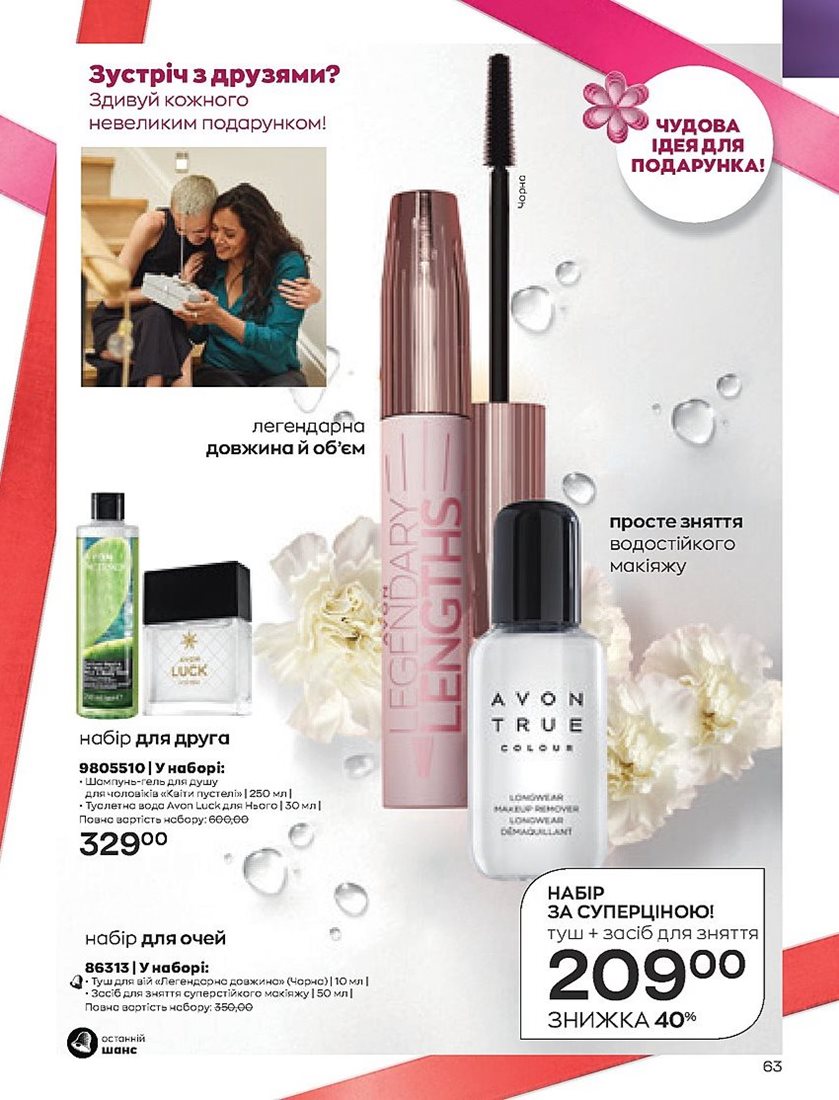 Зустріч з друзями?
Здивуй кожного
невеликим подарунком!
ЧУДОВА
ІДЕЯ ДЛЯ
ПОДАРУНКА!
Чорна
легендарна
довжина й об’єм
AVON
LEGENDARY
LENGTHS
просте зняття
водостійкого
макіяжу
AVON
AVON
LUCK
AVON
TRUE
COLOUR
LONGWEAR
MAKEUP REMOVER
LONGWEAR
DÉMAQUILLANT
набір для друга
9805510 | У наборі:
• Шампунь-гель для душу
для чоловіків «Квіти пустелі» | 250 мл |
• Туалетна вода Avon Luck для Нього | 30 мл |
Повна вартість набору: 600,00
329⁰⁰
набір для очей
86313 | У наборі:
• Туш для вій «Легендарна довжина» (Чорна) | 10 мл |
• Засіб для зняття суперстійкого макіяжу | 50 мл |
Повна вартість набору: 350,00
НАБІР
ЗА СУПЕРЦІНОЮ!
туш + засіб для зняття
209⁰⁰
ЗНИЖКА 40%
останній
шанс
63